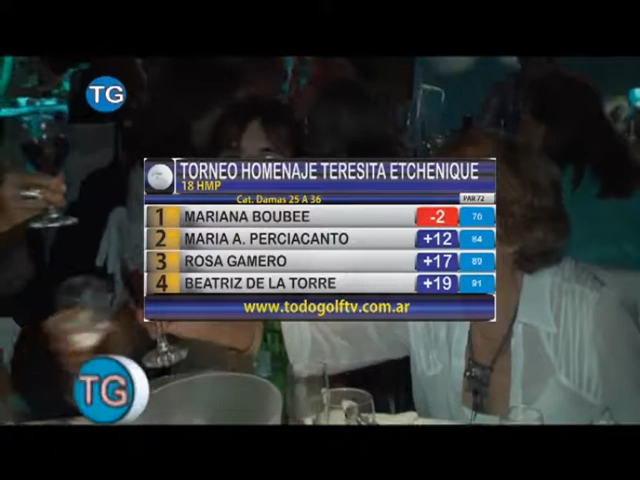 TG
TORNEO HOMENAJE TERESITA ETCHENIQUE
18 HMP
Cat. Damas 25 A 36 PAR 72
1 MARIANA BOUBEE -2 70
2 MARIA A. PERCIACANTO +12 84
3 ROSA GAMERO +17 89
4 BEATRIZ DE LA TORRE +19 91
www.todogolftv.com.ar
TG